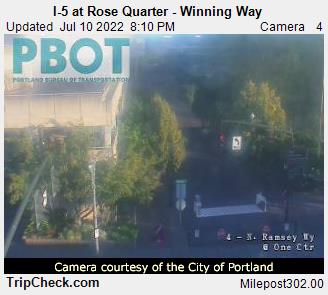 I-5 at Rose Quarter - Winning Way
Updated Jul 10 2022 8:10 PM Camera 4
PBOT
PORTLAND BUREAU OF TRANSPORTATION
4 - N. Ramsey Wy
@ One Ctr
Camera courtesy of the City of Portland
TripCheck.com Milepost302.00